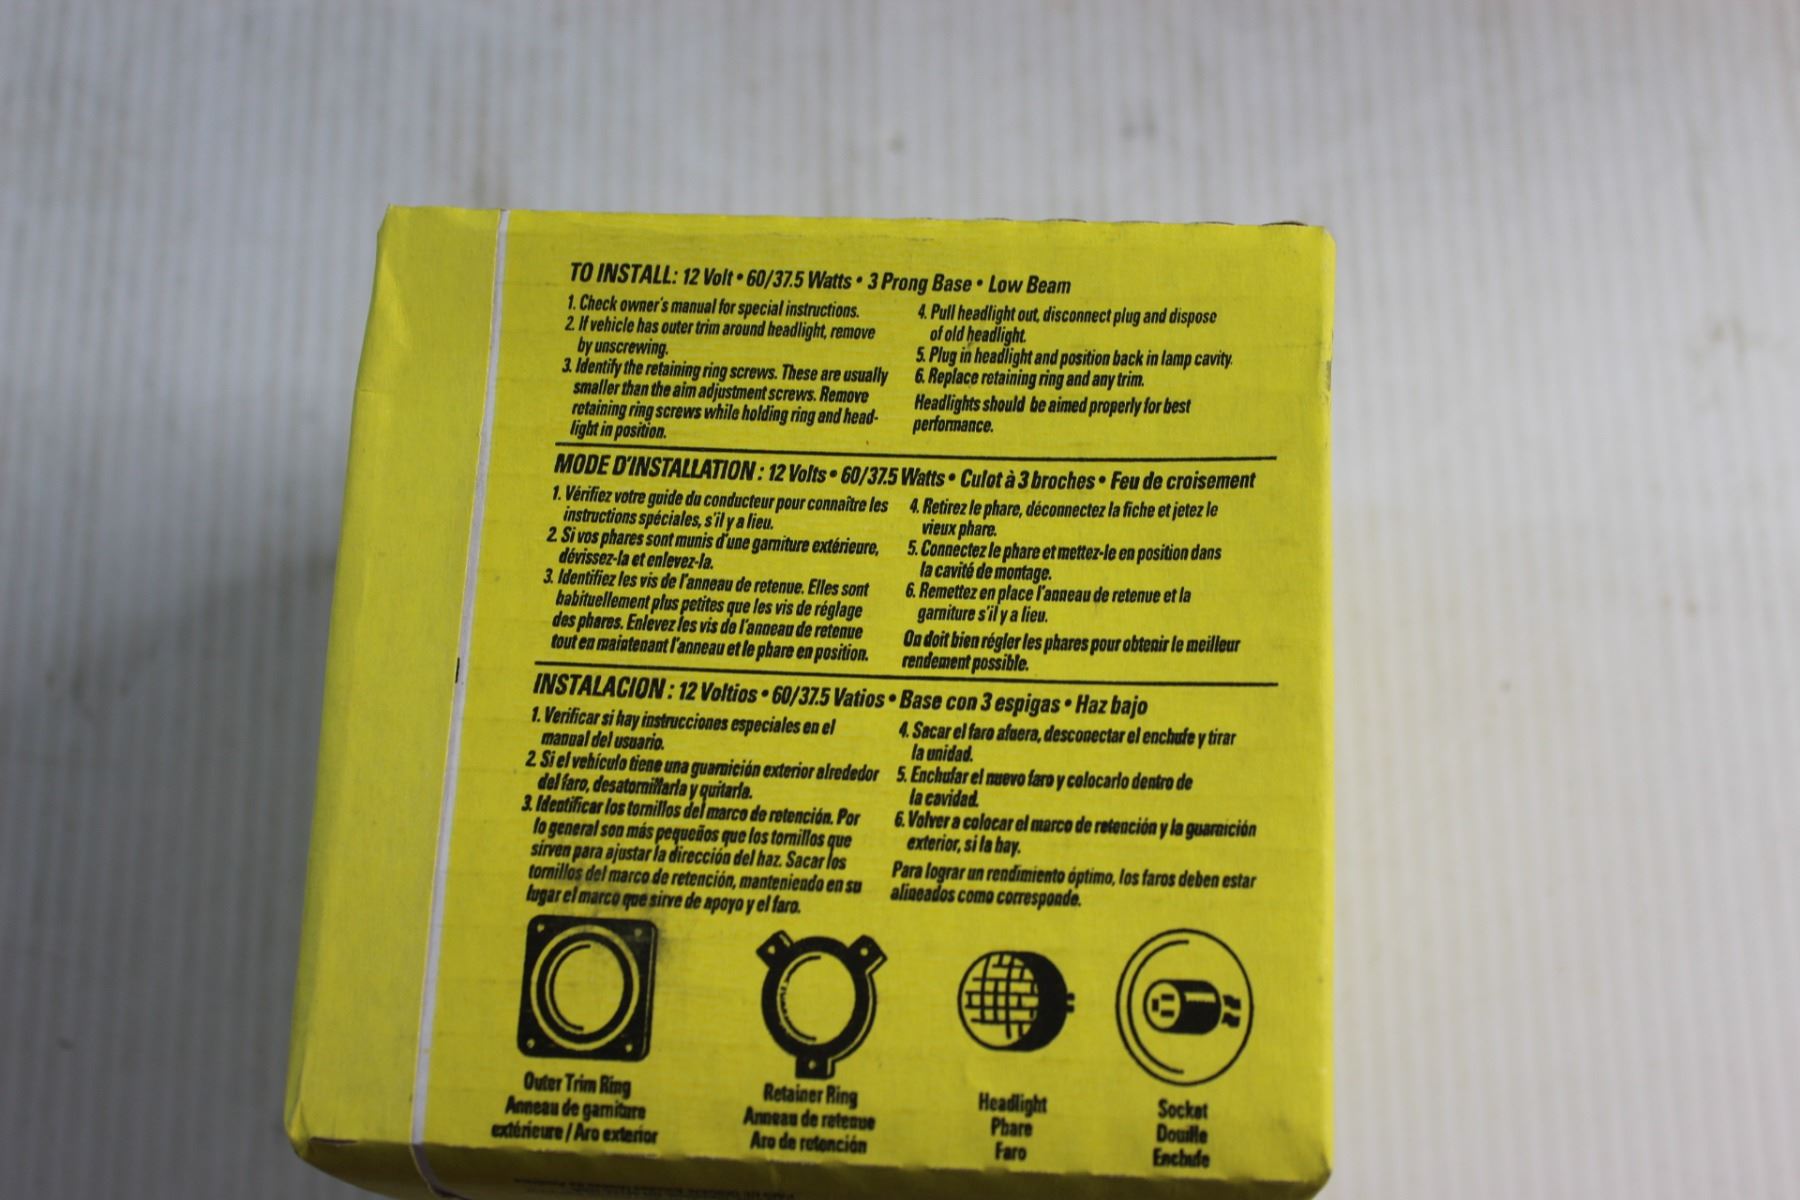 TO INSTALL: 12 Volt • 60/37.5 Watts • 3 Prong Base • Low Beam
1. Check owner's manual for special instructions.
2. If vehicle has outer trim around headlight, remove
by unscrewing.
3. Identify the retaining ring screws. These are usually
smaller than the aim adjustment screws. Remove
retaining ring screws while holding ring and head-
light in position.
4. Pull headlight out, disconnect plug and dispose
of old headlight.
5. Plug in headlight and position back in lamp cavity.
6. Replace retaining ring and any trim.
Headlights should be aimed properly for best
performance.
MODE D'INSTALLATION : 12 Volts • 60/37.5 Watts • Culot à 3 broches • Feu de croisement
1. Vérifiez votre guide du conducteur pour connaître les
instructions spéciales, s'il y a lieu.
2. Si vos phares sont munis d'une garniture extérieure,
dévissez-la et enlevez-la.
3. Identifiez les vis de l'anneau de retenue. Elles sont
habituellement plus petites que les vis de réglage
des phares. Enlevez les vis de l'anneau de retenue
tout en maintenant l'anneau et le phare en position.
4. Retirez le phare, déconnectez la fiche et jetez le
vieux phare.
5. Connectez le phare et mettez-le en position dans
la cavité de montage.
6. Remettez en place l'anneau de retenue et la
garniture s'il y a lieu.
On doit bien régler les phares pour obtenir le meilleur
rendement possible.
INSTALACION : 12 Voltios • 60/37.5 Vatios • Base con 3 espigas • Haz bajo
1. Verificar si hay instrucciones especiales en el
manual del usuario.
2. Si el vehículo tiene una guarnición exterior alrededor
del faro, desatornillarla y quitarla.
3. Identificar los tornillos del marco de retención. Por
lo general son más pequeños que los tornillos que
sirven para ajustar la dirección del haz. Sacar los
tornillos del marco de retención, manteniendo en su
lugar el marco que sirve de apoyo y el faro.
4. Sacar el faro afuera, desconectar el enchufe y tirar
la unidad.
5. Enchufar el nuevo faro y colocarlo dentro de
la cavidad.
6. Volver a colocar el marco de retención y la guarnición
exterior, si la hay.
Para lograr un rendimiento óptimo, los faros deben estar
alineados como corresponde.
Outer Trim Ring
Anneau de garniture
extérieure / Aro exterior
Retainer Ring
Anneau de retenue
Aro de retención
Headlight
Phare
Faro
Socket
Douille
Enchufe